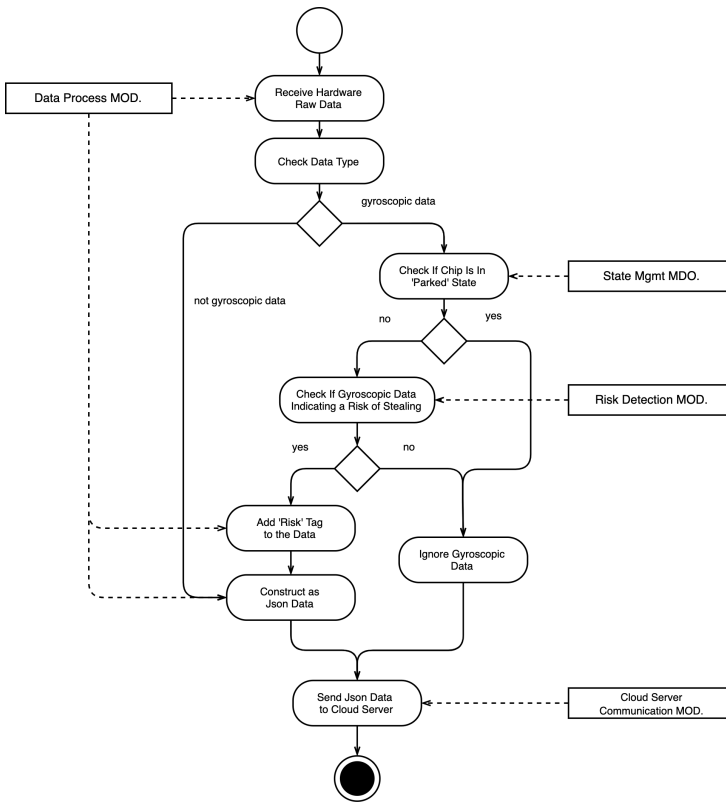 Receive Hardware
Raw Data
Data Process MOD.
Check Data Type
gyroscopic data
Check If Chip Is In
'Parked' State
State Mgmt MDO.
not gyroscopic data
no
yes
Check If Gyroscopic Data
Indicating a Risk of Stealing
Risk Detection MOD.
yes
no
Add 'Risk' Tag
to the Data
Ignore Gyroscopic
Data
Construct as
Json Data
Send Json Data
to Cloud Server
Cloud Server
Communication MOD.